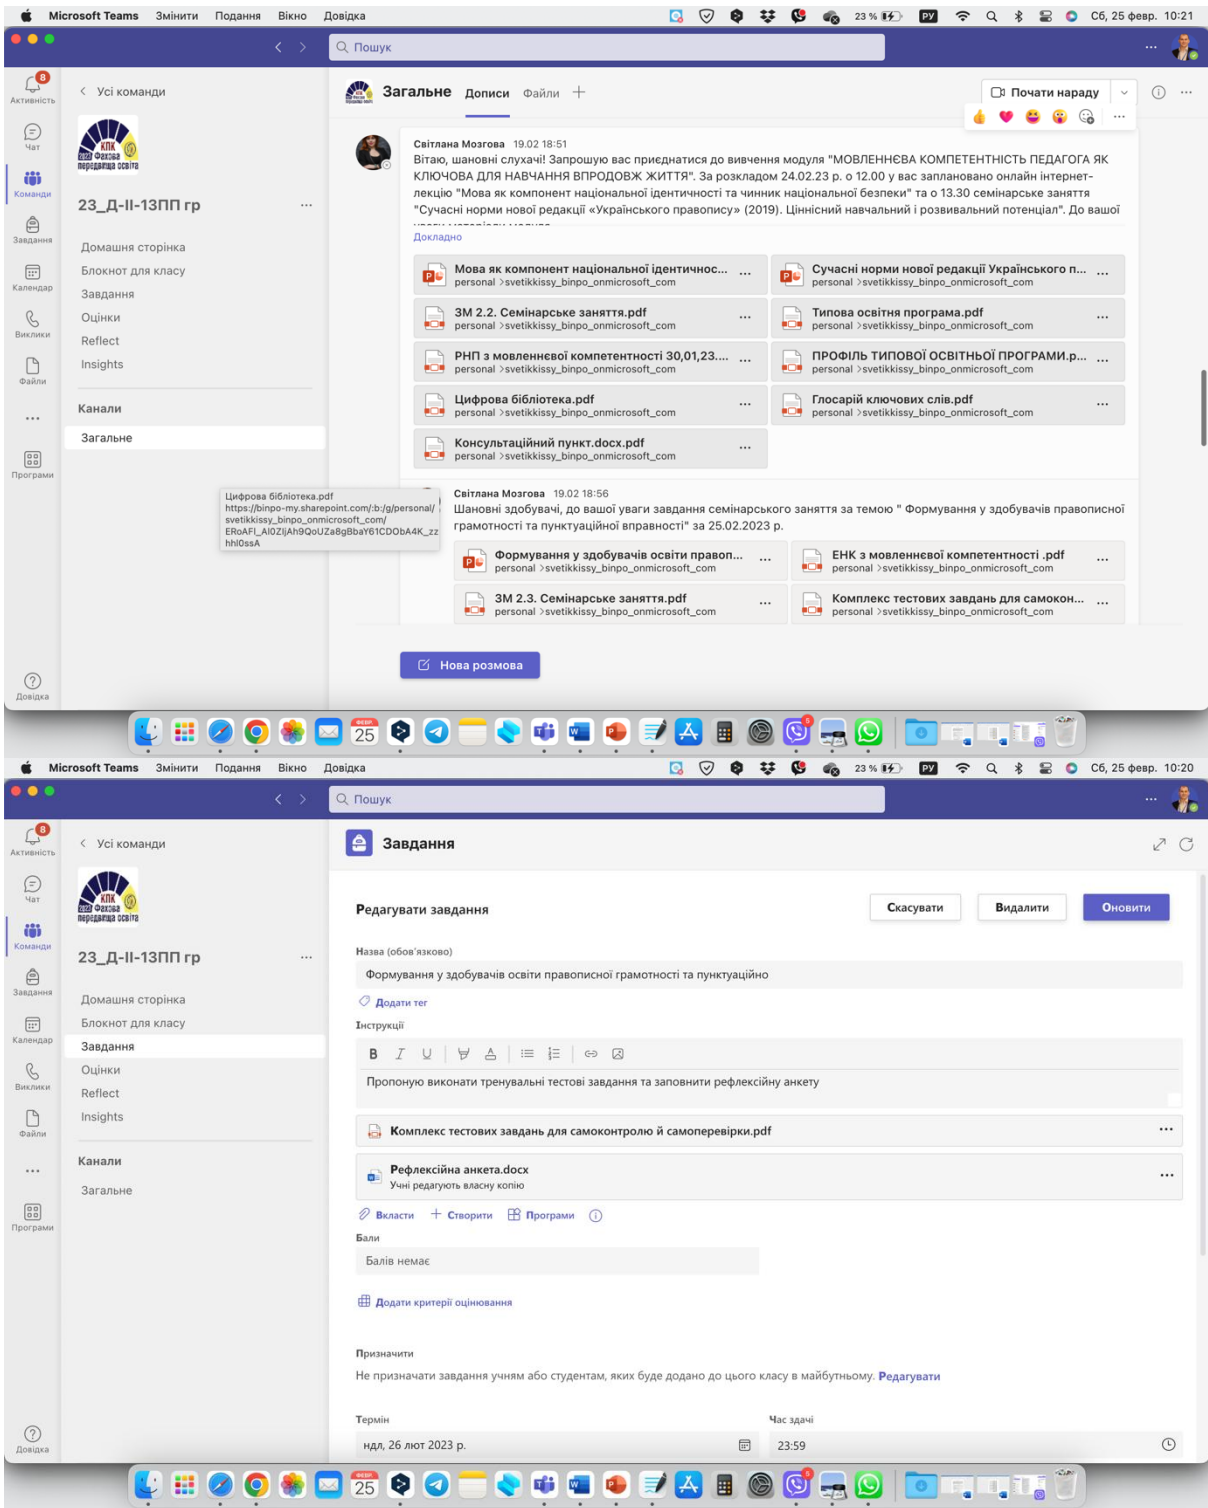 Microsoft Teams Змінити Подання Вікно Довідка
23 % РУ Сб, 25 февр. 10:21
Пошук
8
Активність
Чат
Команди
Завдання
Календар
Виклики
Файли
Програми
Довідка
Усі команди
КПК
2023 Фахова
передвища освіта
23_Д-ІІ-13ПП гр
Домашня сторінка
Блокнот для класу
Завдання
Оцінки
Reflect
Insights
Канали
Загальне
Загальне Дописи Файли
Почати нараду
Світлана Мозгова 19.02 18:51
Вітаю, шановні слухачі! Запрошую вас приєднатися до вивчення модуля "МОВЛЕННЄВА КОМПЕТЕНТНІСТЬ ПЕДАГОГА ЯК
КЛЮЧОВА ДЛЯ НАВЧАННЯ ВПРОДОВЖ ЖИТТЯ". За розкладом 24.02.23 р. о 12.00 у вас заплановано онлайн інтернет-
лекцію "Мова як компонент національної ідентичності та чинник національної безпеки" та о 13.30 семінарське заняття
"Сучасні норми нової редакції «Українського правопису» (2019). Ціннісний навчальний і розвивальний потенціал". До вашої
Докладно
Мова як компонент національної ідентичнос...
personal >svetikkissy_binpo_onmicrosoft_com
Сучасні норми нової редакції Українського п...
personal >svetikkissy_binpo_onmicrosoft_com
ЗМ 2.2. Семінарське заняття.pdf
personal >svetikkissy_binpo_onmicrosoft_com
Типова освітня програма.pdf
personal >svetikkissy_binpo_onmicrosoft_com
РНП з мовленнєвої компетентності 30,01,23....
personal >svetikkissy_binpo_onmicrosoft_com
ПРОФІЛЬ ТИПОВОЇ ОСВІТНЬОЇ ПРОГРАМИ.p...
personal >svetikkissy_binpo_onmicrosoft_com
Цифрова бібліотека.pdf
personal >svetikkissy_binpo_onmicrosoft_com
Глосарій ключових слів.pdf
personal >svetikkissy_binpo_onmicrosoft_com
Консультаційний пункт.docx.pdf
personal >svetikkissy_binpo_onmicrosoft_com
Цифрова бібліотека.pdf
https://binpo-my.sharepoint.com/:b:/g/personal/
svetikkissy_binpo_onmicrosoft_com/
ERoAFl_AI0ZIjAh9QoUZa8gBbaY61CDObA4K_zz
hhl0ssA
Світлана Мозгова 19.02 18:56
Шановні здобувачі, до вашої уваги завдання семінарського заняття за темою " Формування у здобувачів правописної
грамотності та пунктуаційної вправності" за 25.02.2023 р.
Формування у здобувачів освіти правоп...
personal >svetikkissy_binpo_onmicrosoft_com
ЕНК з мовленнєвої компетентності .pdf
personal >svetikkissy_binpo_onmicrosoft_com
ЗМ 2.3. Семінарське заняття.pdf
personal >svetikkissy_binpo_onmicrosoft_com
Комплекс тестових завдань для самокон...
personal >svetikkissy_binpo_onmicrosoft_com
Нова розмова
ФЕВР.
25
5
Microsoft Teams Змінити Подання Вікно Довідка
23 % РУ Сб, 25 февр. 10:20
Пошук
8
Активність
Чат
Команди
Завдання
Календар
Виклики
Файли
Програми
Довідка
Усі команди
КПК
2023 Фахова
передвища освіта
23_Д-ІІ-13ПП гр
Домашня сторінка
Блокнот для класу
Завдання
Оцінки
Reflect
Insights
Канали
Загальне
Завдання
Редагувати завдання
Скасувати Видалити Оновити
Назва (обов'язково)
Формування у здобувачів освіти правописної грамотності та пунктуаційно
Додати тег
Інструкції
B I U A
Пропоную виконати тренувальні тестові завдання та заповнити рефлексійну анкету
Комплекс тестових завдань для самоконтролю й самоперевірки.pdf
Рефлексійна анкета.docx
Учні редагують власну копію
Вкласти Створити Програми
Бали
Балів немає
Додати критерії оцінювання
Призначити
Не призначати завдання учням або студентам, яких буде додано до цього класу в майбутньому. Редагувати
Термін
Час здачі
ндл, 26 лют 2023 р.
23:59
ФЕВР.
25
5